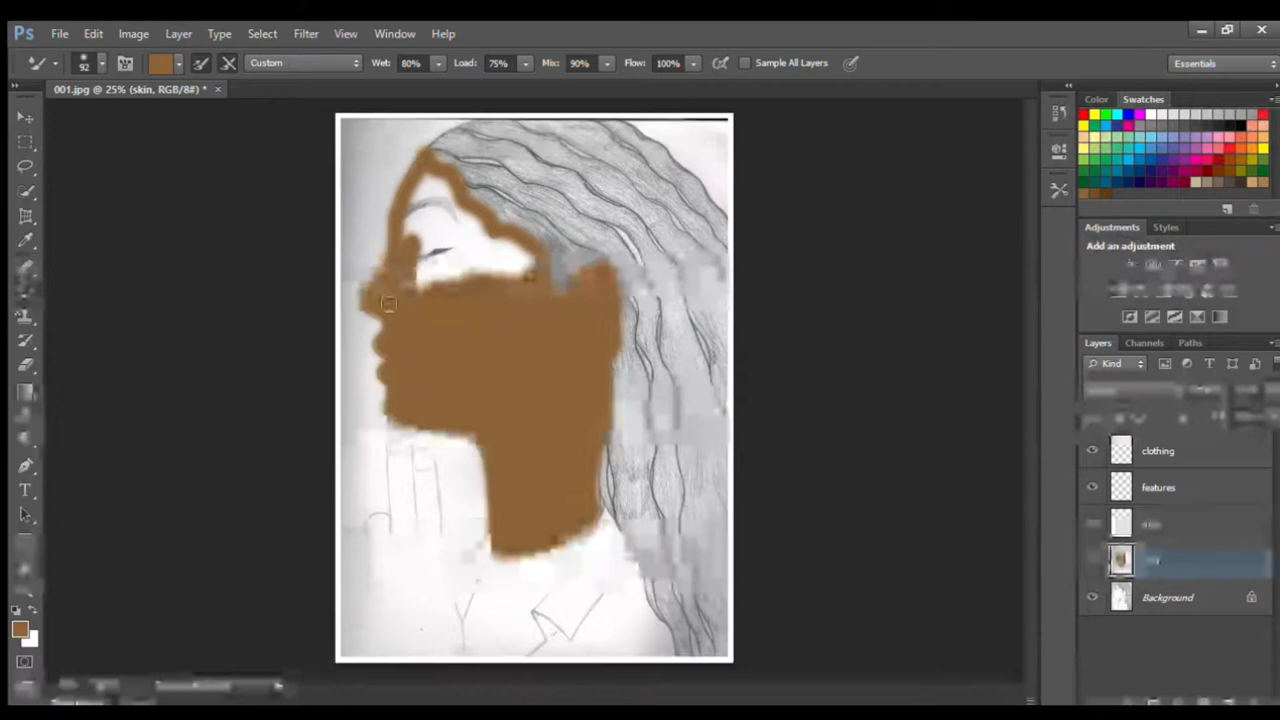 Ps File Edit Image Layer Type Select Filter View Window Help
92 Custom Wet: 80% Load: 75% Mix: 90% Flow: 100% Sample All Layers Essentials
001.jpg @ 25% (skin, RGB/8#) * ×
Color Swatches
Adjustments Styles
Add an adjustment
Layers Channels Paths
Kind
clothing
features
Background